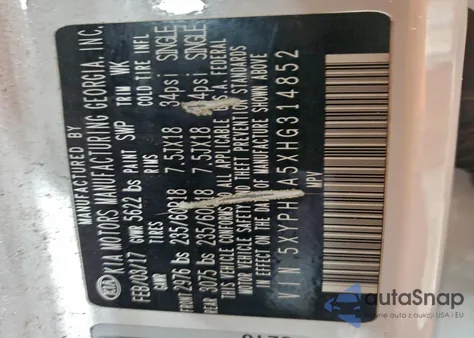 MANUFACTURED BY
KIA KIA MOTORS MANUFACTURING GEORGIA, INC.
FEB/03/17 GVWR 5622 lbs PAINT SWP TRIM WK
GAWR TIRES RIMS COLD TIRE INFL
FRONT 2976 lbs 235/60R18 7.50X18 34psi SINGLE
REAR 3075 lbs 235/60R18 7.50X18 34psi SINGLE
THIS VEHICLE CONFORMS TO ALL APPLICABLE U.S.A FEDERAL
MOTOR VEHICLE SAFETY AND THEFT PREVENTION STANDARDS
IN EFFECT ON THE DATE OF MANUFACTURE SHOWN ABOVE
VIN 5XYPH A5XHG314852
MPV
autoSnap